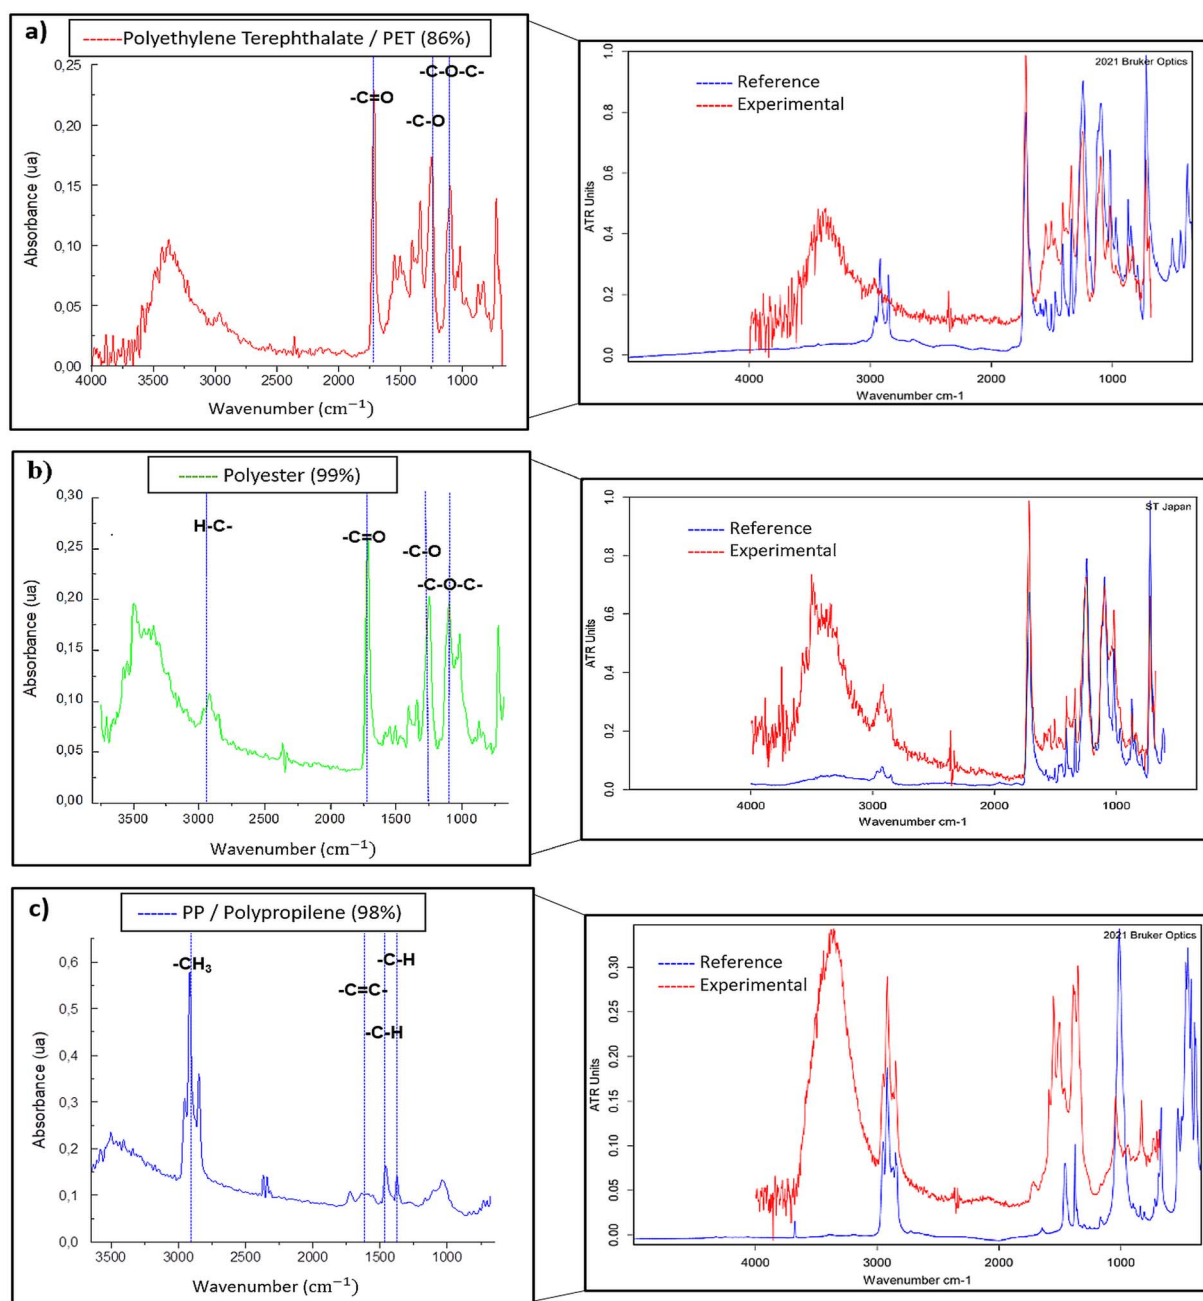 a)
Polyethylene Terephthalate / PET (86%)
-C-O-C-
-C=O
-C-O
0,25
0,20
0,15
0,10
0,05
0,00
Absorbance (ua)
4000 3500 3000 2500 2000 1500 1000
Wavenumber (cm⁻¹)
2021 Bruker Optics
Reference
Experimental
1.0
0.8
0.6
0.4
0.2
0.0
ATR Units
4000 3000 2000 1000
Wavenumber cm-1
b)
Polyester (99%)
H-C-
-C=O
-C-O
-C-O-C-
0,30
0,25
0,20
0,15
0,10
0,05
0,00
Absorbance (ua)
3500 3000 2500 2000 1500 1000
Wavenumber (cm⁻¹)
ST Japan
Reference
Experimental
1.0
0.8
0.6
0.4
0.2
0.0
ATR Units
4000 3000 2000 1000
Wavenumber cm-1
c)
PP / Polypropilene (98%)
-CH₃
-C-H
-C=C-
-C-H
0,6
0,5
0,4
0,3
0,2
0,1
0,0
Absorbance (ua)
3500 3000 2500 2000 1500 1000
Wavenumber (cm⁻¹)
2021 Bruker Optics
Reference
Experimental
0.30
0.25
0.20
0.15
0.10
0.05
0.00
ATR Units
4000 3000 2000 1000
Wavenumber cm-1